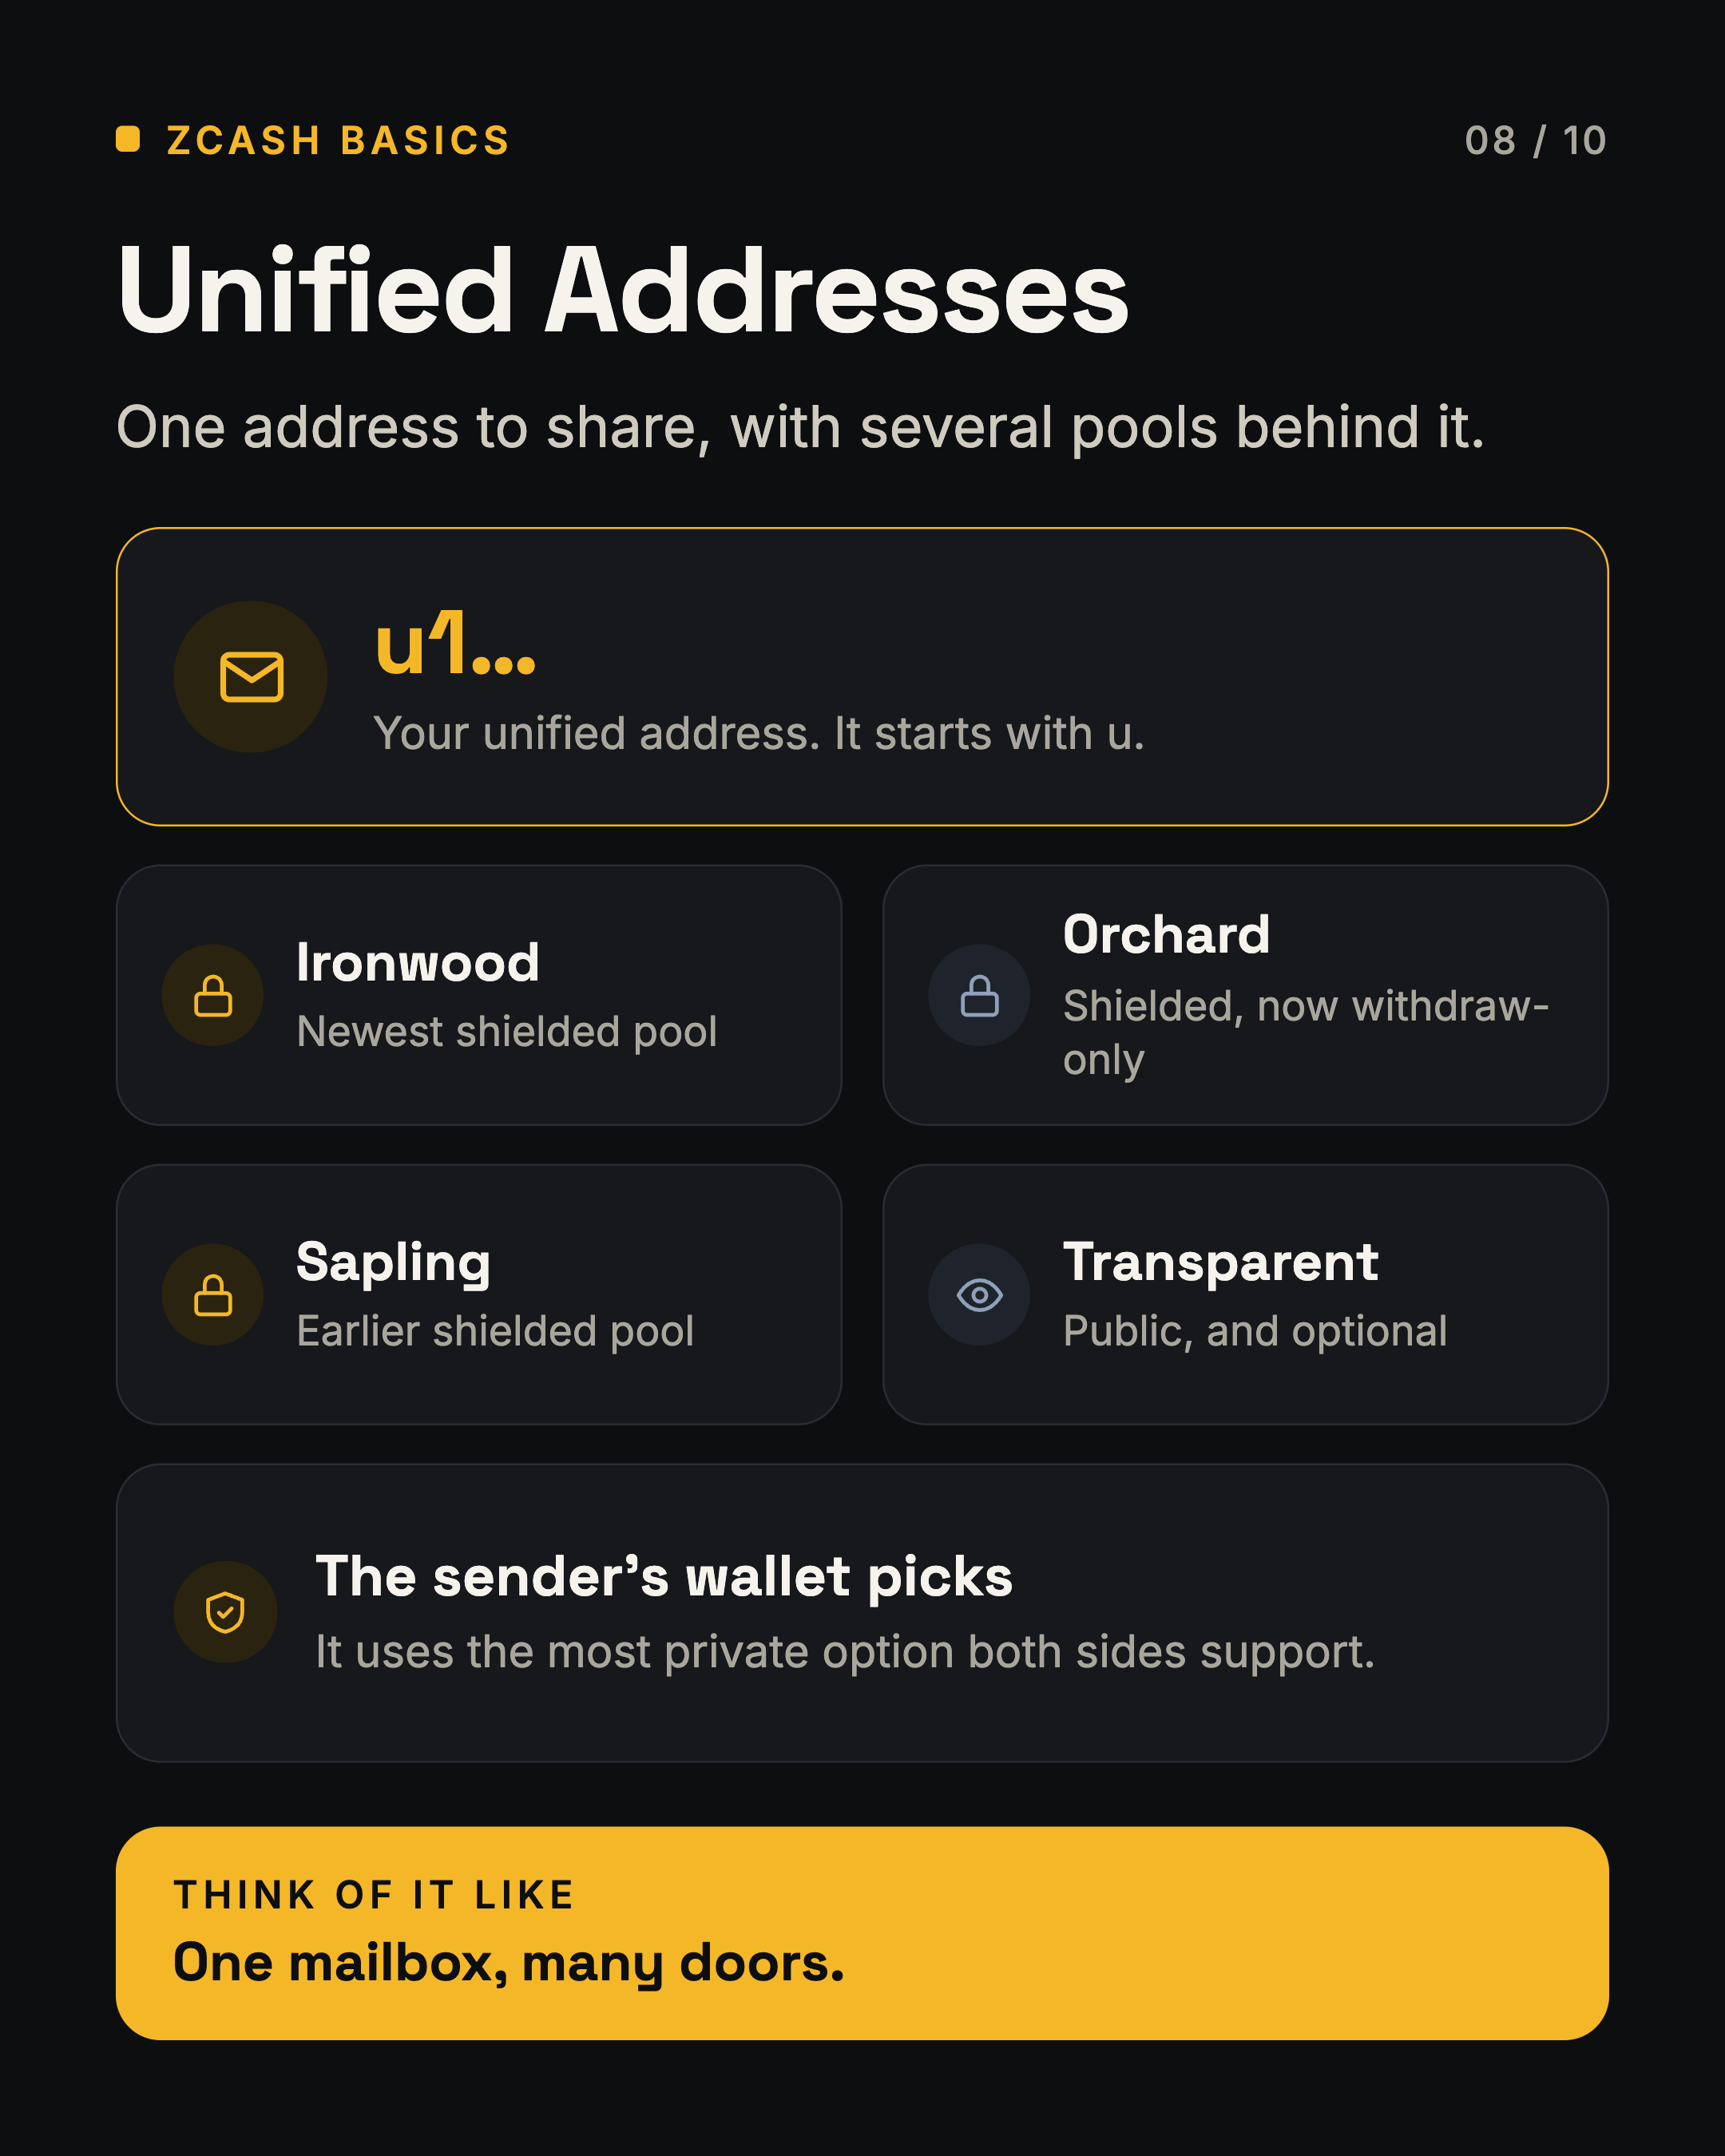 ZCASH BASICS
08 / 10
Unified Addresses
One address to share, with several pools behind it.
u1...
Your unified address. It starts with u.
Ironwood
Newest shielded pool
Orchard
Shielded, now withdraw-
only
Sapling
Earlier shielded pool
Transparent
Public, and optional
The sender’s wallet picks
It uses the most private option both sides support.
THINK OF IT LIKE
One mailbox, many doors.